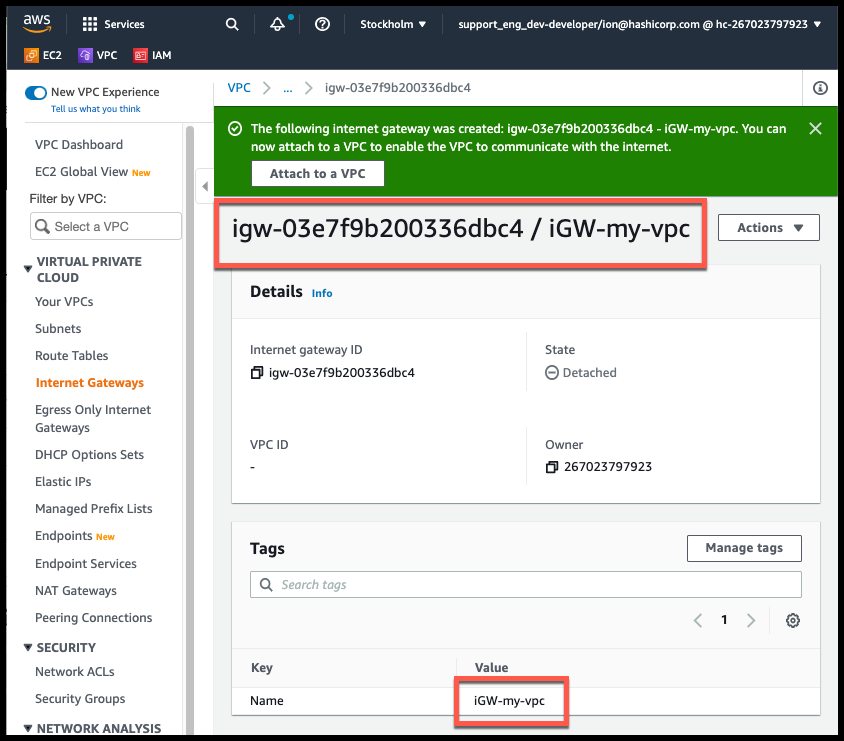 aws
Services
Stockholm ▼
support_eng_dev-developer/ion@hashicorp.com @ hc-267023797923 ▼
EC2
VPC
IAM
New VPC Experience
Tell us what you think
VPC Dashboard
EC2 Global View New
Filter by VPC:
Select a VPC
VIRTUAL PRIVATE
CLOUD
Your VPCs
Subnets
Route Tables
Internet Gateways
Egress Only Internet
Gateways
DHCP Options Sets
Elastic IPs
Managed Prefix Lists
Endpoints New
Endpoint Services
NAT Gateways
Peering Connections
SECURITY
Network ACLs
Security Groups
NETWORK ANALYSIS
VPC > ... > igw-03e7f9b200336dbc4
The following internet gateway was created: igw-03e7f9b200336dbc4 - iGW-my-vpc. You can
now attach to a VPC to enable the VPC to communicate with the internet.
Attach to a VPC
igw-03e7f9b200336dbc4 / iGW-my-vpc
Actions ▼
Details Info
Internet gateway ID
igw-03e7f9b200336dbc4
State
Detached
VPC ID
-
Owner
267023797923
Tags
Manage tags
Search tags
1
Key Value
Name iGW-my-vpc